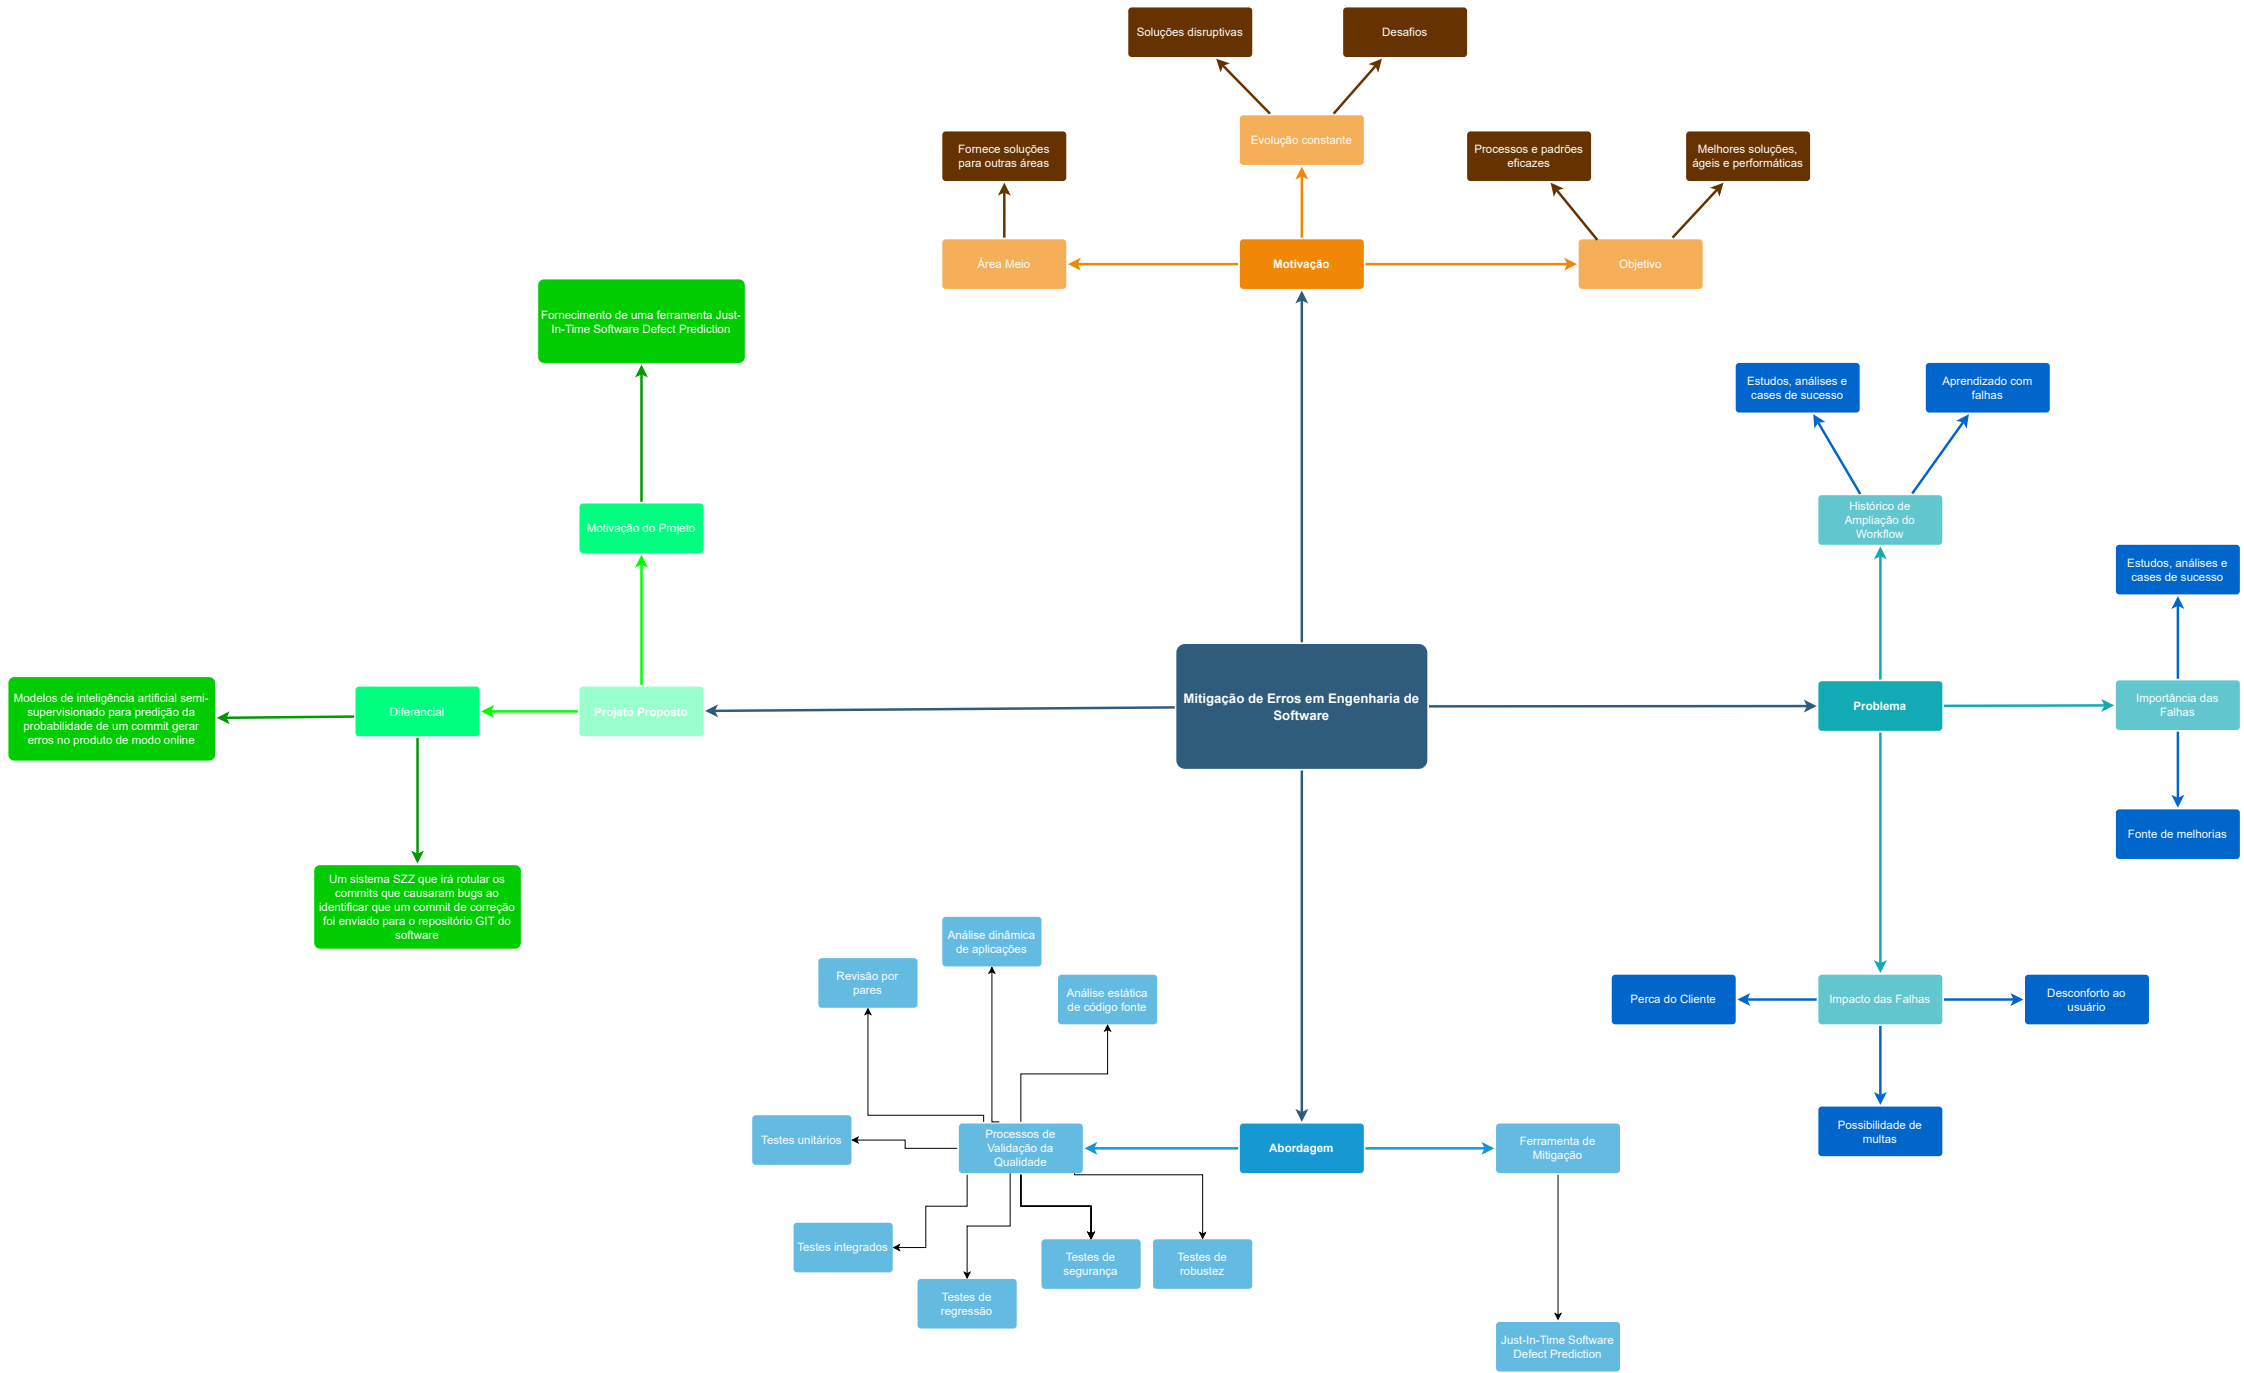 Soluções disruptivas
Desafios
Evolução constante
Fornece soluções
para outras áreas
Processos e padrões
eficazes
Melhores soluções,
ágeis e performáticas
Área Meio
Motivação
Objetivo
Fornecimento de uma ferramenta Just-
In-Time Software Defect Prediction
Estudos, análises e
cases de sucesso
Aprendizado com
falhas
Motivação do Projeto
Histórico de
Ampliação do
Workflow
Estudos, análises e
cases de sucesso
Modelos de inteligência artificial semi-
supervisionado para predição da
probabilidade de um commit gerar
erros no produto de modo online
Diferencial
Projeto Proposto
Mitigação de Erros em Engenharia de
Software
Problema
Importância das
Falhas
Fonte de melhorias
Um sistema SZZ que irá rotular os
commits que causaram bugs ao
identificar que um commit de correção
foi enviado para o repositório GIT do
software
Análise dinâmica
de aplicações
Revisão por
pares
Análise estática
de código fonte
Perca do Cliente
Impacto das Falhas
Desconforto ao
usuário
Testes unitários
Processos de
Validação da
Qualidade
Abordagem
Ferramenta de
Mitigação
Possibilidade de
multas
Testes integrados
Testes de
segurança
Testes de
robustez
Testes de
regressão
Just-In-Time Software
Defect Prediction